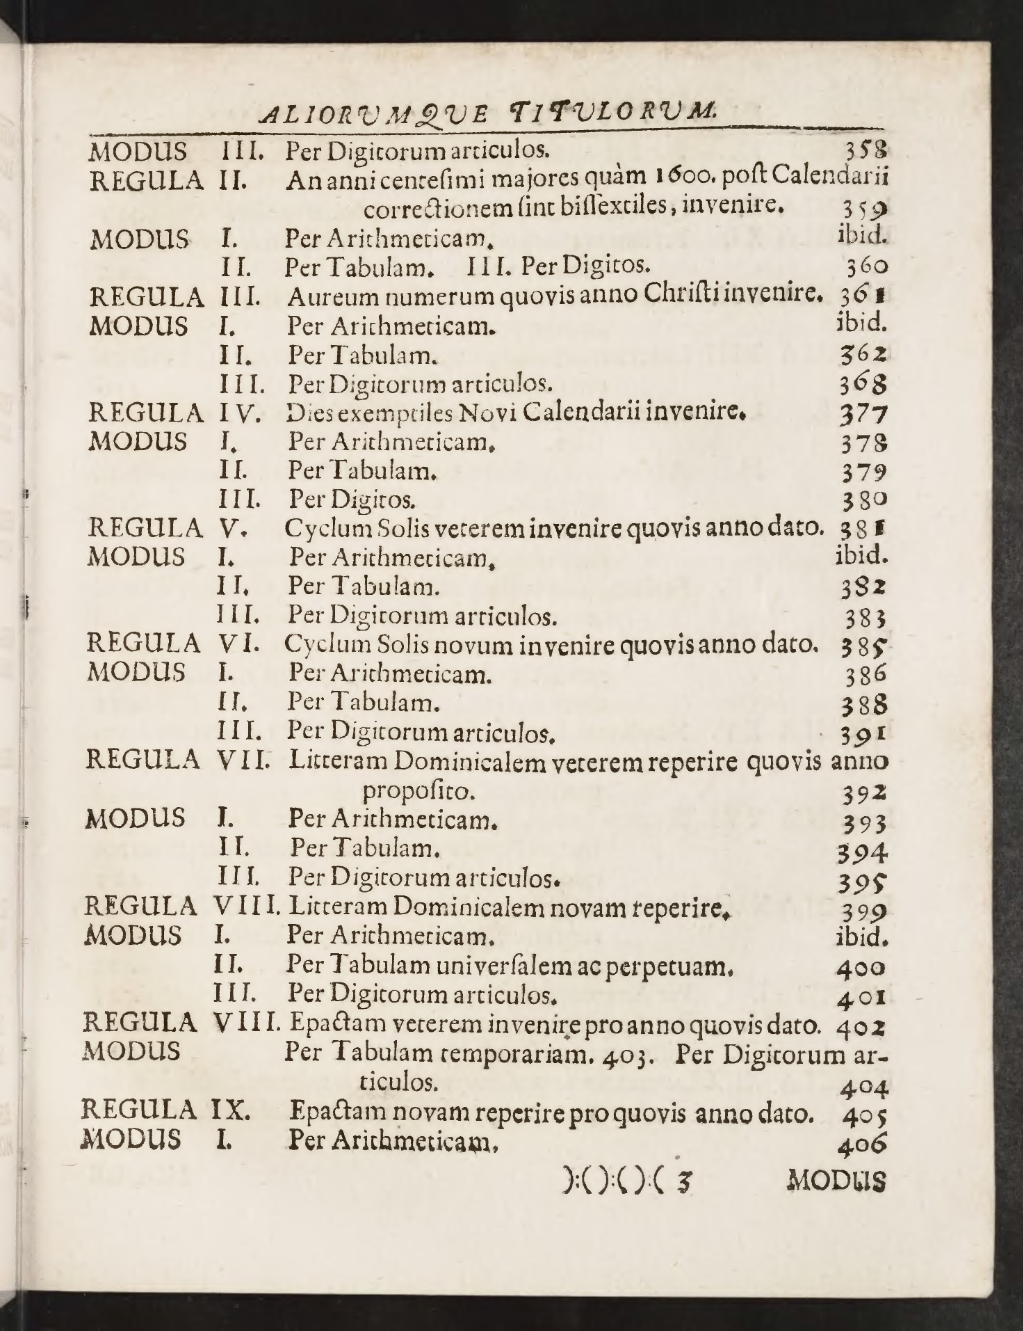 ALIORVMQVE TITVLORVM.
MODUS III. Per Digitorum articulos. 358
REGULA II. An anni centeſimi majores quàm 1600. poſt Calendarii
correctionem ſint biſſextiles, invenire. 359
MODUS I. Per Arithmeticam. ibid.
II. Per Tabulam. III. Per Digitos. 360
REGULA III. Aureum numerum quovis anno Chriſti invenire. 361
MODUS I. Per Arithmeticam. ibid.
II. Per Tabulam. 362
III. Per Digitorum articulos. 368
REGULA IV. Dies exemptiles Novi Calendarii invenire. 377
MODUS I. Per Arithmeticam. 378
II. Per Tabulam. 379
III. Per Digitos. 380
REGULA V. Cyclum Solis veterem invenire quovis anno dato. 381
MODUS I. Per Arithmeticam. ibid.
II. Per Tabulam. 382
III. Per Digitorum articulos. 383
REGULA VI. Cyclum Solis novum invenire quovis anno dato. 385
MODUS I. Per Arithmeticam. 386
II. Per Tabulam. 388
III. Per Digitorum articulos. 391
REGULA VII. Litteram Dominicalem veterem reperire quovis anno
propoſito. 392
MODUS I. Per Arithmeticam. 393
II. Per Tabulam. 394
III. Per Digitorum articulos. 395
REGULA VIII. Litteram Dominicalem novam reperire. 399
MODUS I. Per Arithmeticam. ibid.
II. Per Tabulam univerſalem ac perpetuam. 400
III. Per Digitorum articulos. 401
REGULA VIII. Epactam veterem invenire pro anno quovis dato. 402
MODUS Per Tabulam temporariam. 403. Per Digitorum ar-
ticulos. 404
REGULA IX. Epactam novam reperire pro quovis anno dato. 405
MODUS I. Per Arithmeticam. 406
):( ):( ):( 3 MODUS